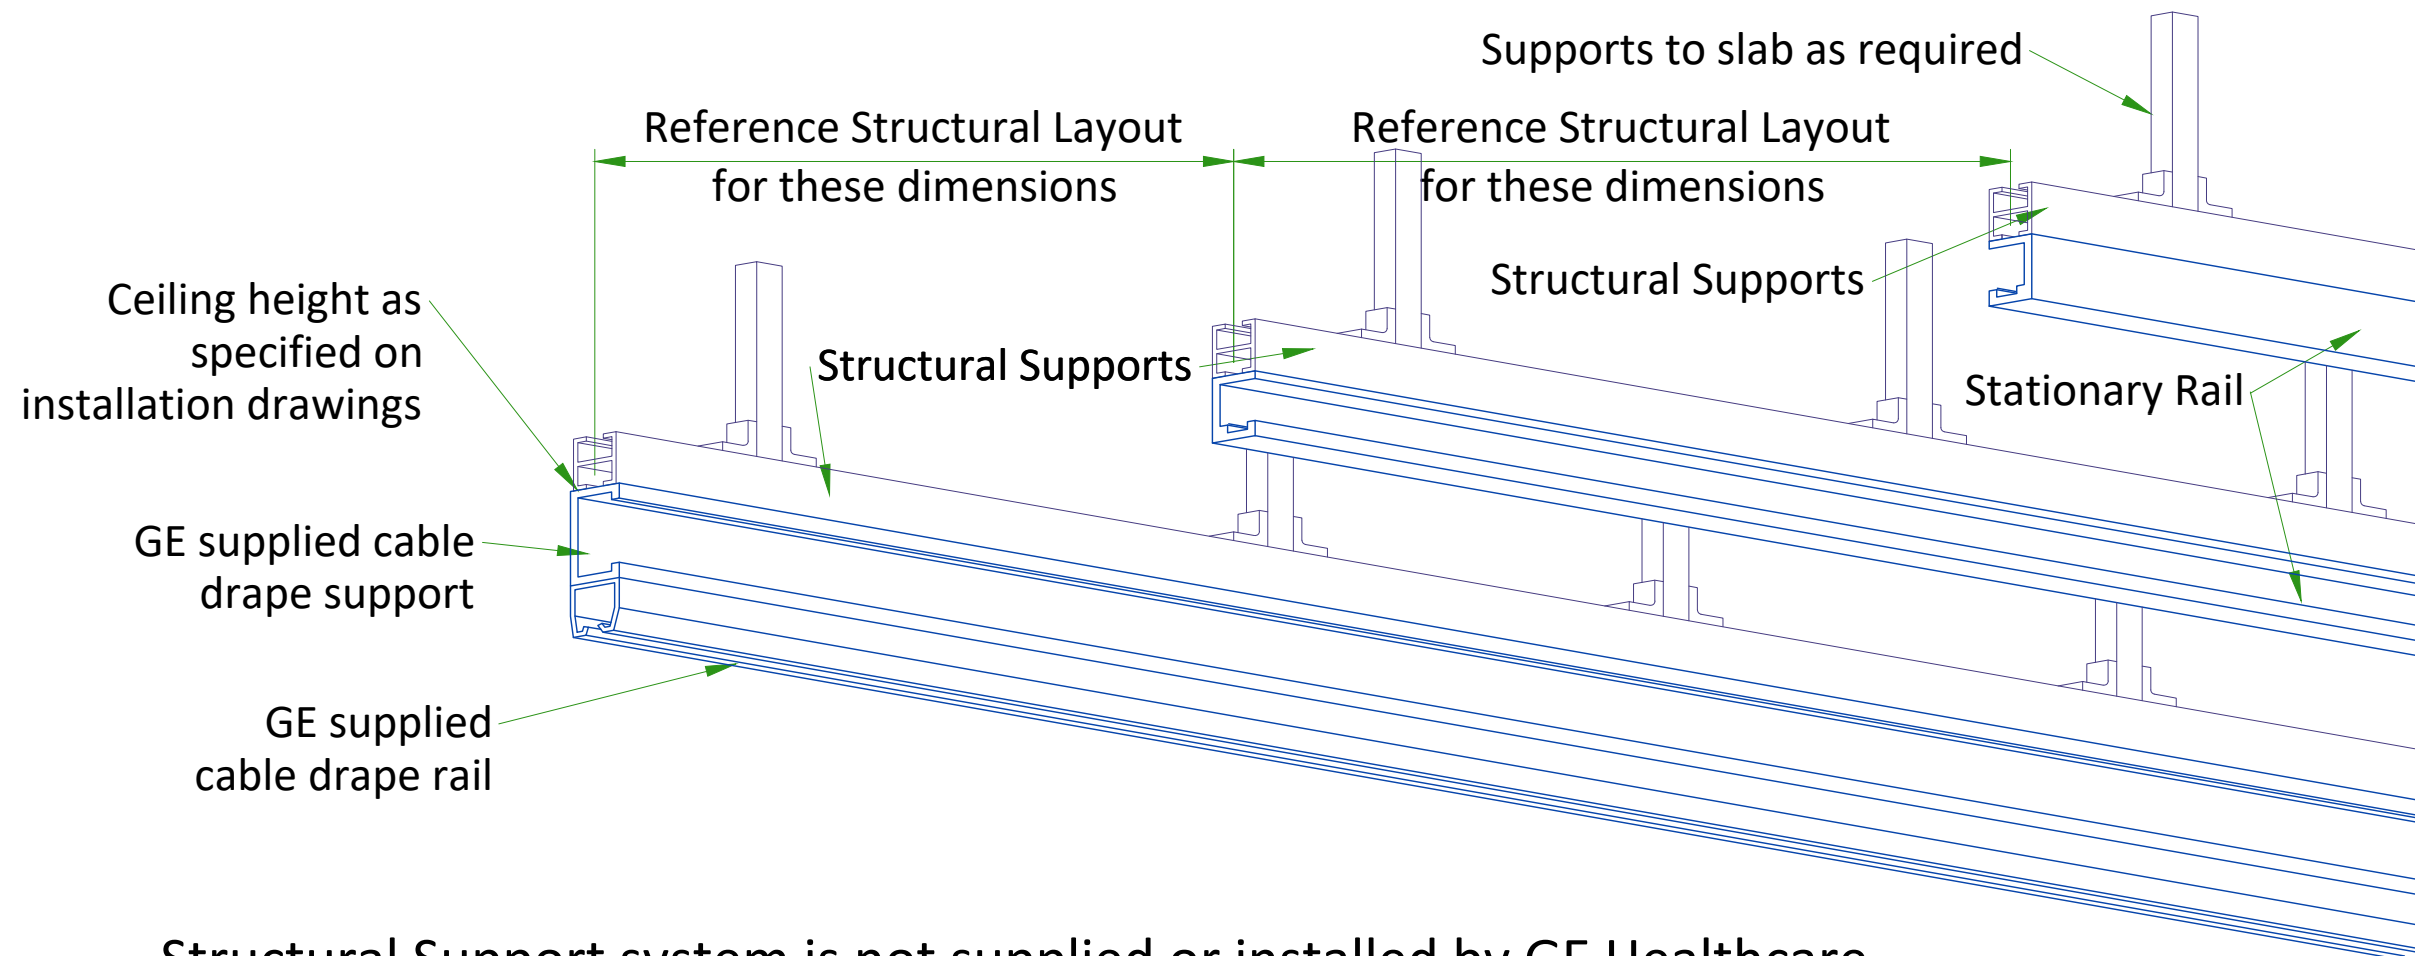 Supports to slab as required
Reference Structural Layout
for these dimensions
Reference Structural Layout
for these dimensions
Structural Supports
Ceiling height as
specified on
installation drawings
Structural Supports
Stationary Rail
GE supplied cable
drape support
GE supplied
cable drape rail
Structural Support system is not supplied or installed by GE Healthcare